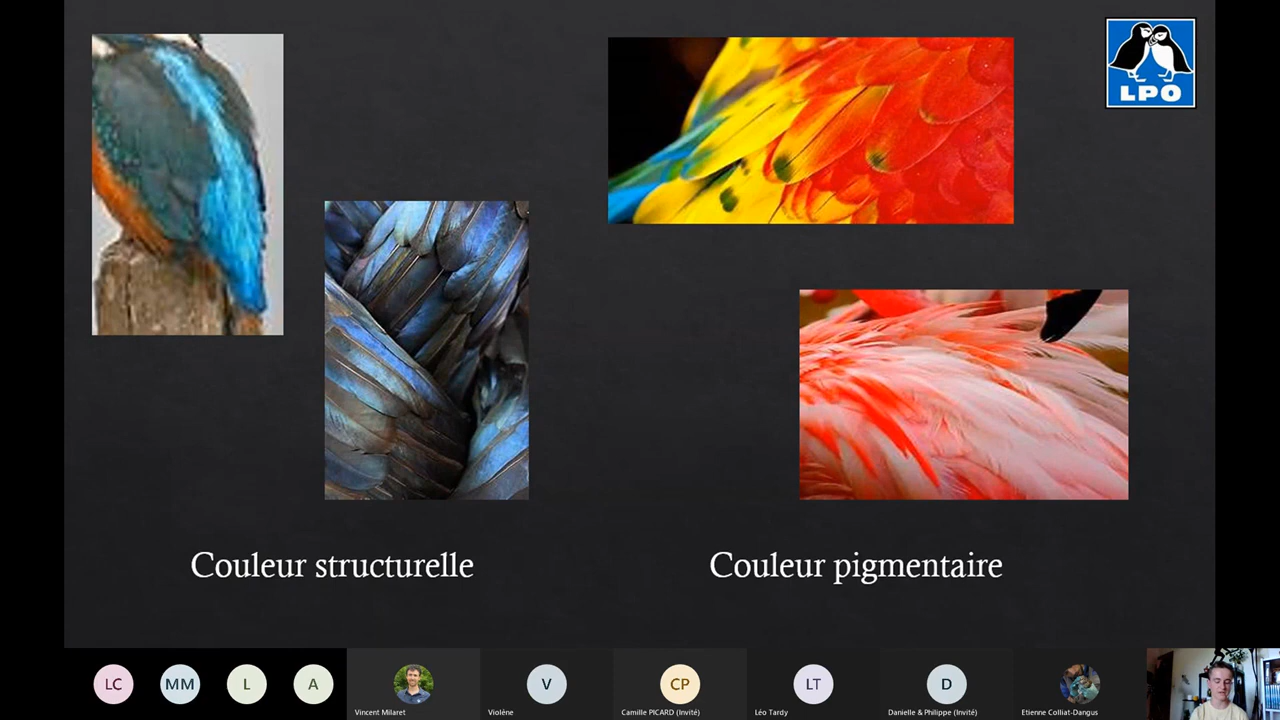 LPO
Couleur structurelle
Couleur pigmentaire
LC
MM
L
A
Vincent Milaret
V
Violène
CP
Camille PICARD (Invité)
LT
Léo Tardy
D
Danielle & Philippe (Invité)
Etienne Colliat-Dangus